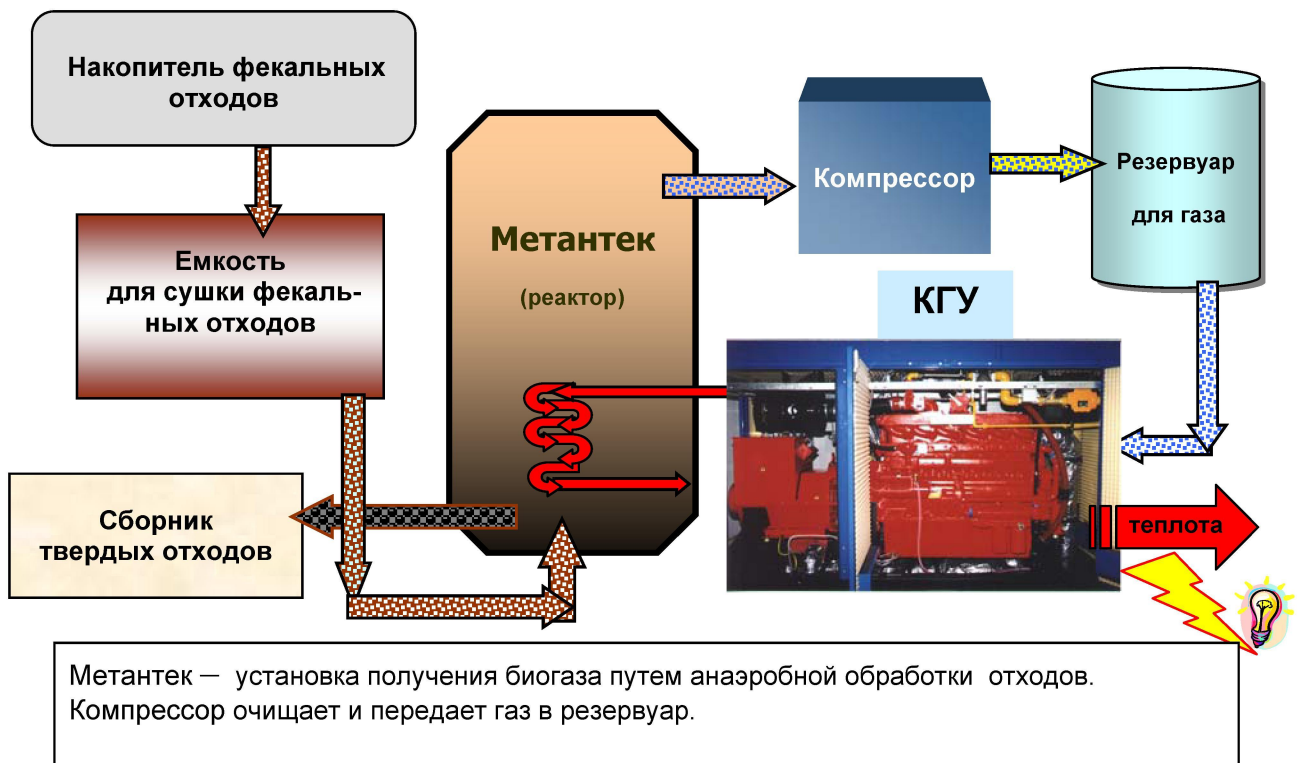 Накопитель фекальных
отходов
Емкость
для сушки фекаль-
ных отходов
Сборник
твердых отходов
Метантек
(реактор)
Компрессор
Резервуар
для газа
КГУ
теплота
Метантек — установка получения биогаза путем анаэробной обработки отходов.
Компрессор очищает и передает газ в резервуар.